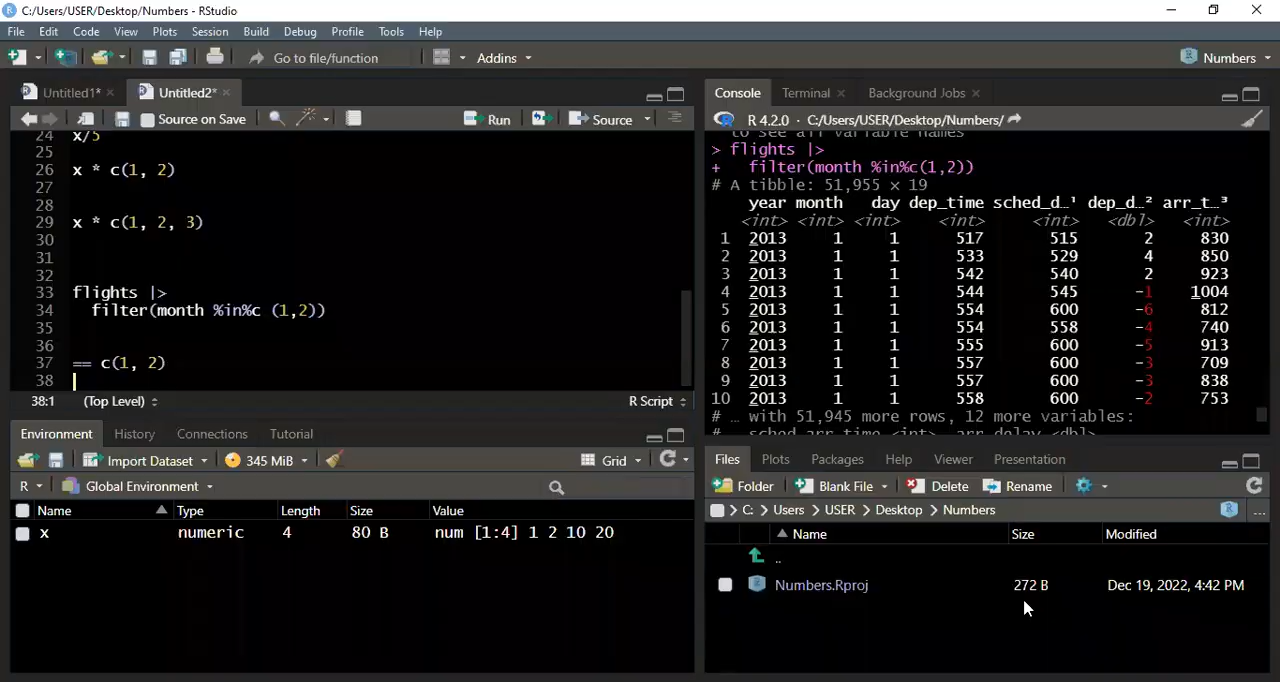 C:/Users/USER/Desktop/Numbers - RStudio
File Edit Code View Plots Session Build Debug Profile Tools Help
Go to file/function Addins Numbers
Untitled1* × Untitled2* ×
Source on Save Run Source
24 x/5
25
26 x * c(1, 2)
27
28
29 x * c(1, 2, 3)
30
31
32
33 flights |>
34 filter(month %in%c (1,2))
35
36
37 == c(1, 2)
38
38:1 (Top Level) R Script
Environment History Connections Tutorial
Import Dataset 345 MiB Grid
R Global Environment
Name Type Length Size Value
x numeric 4 80 B num [1:4] 1 2 10 20
Console Terminal × Background Jobs ×
R 4.2.0 · C:/Users/USER/Desktop/Numbers/
to see all variable names
> flights |>
+ filter(month %in%c(1,2))
# A tibble: 51,955 × 19
year month day dep_time sched_d…¹ dep_d…² arr_t…³
<int> <int> <int> <int> <int> <dbl> <int>
1 2013 1 1 517 515 2 830
2 2013 1 1 533 529 4 850
3 2013 1 1 542 540 2 923
4 2013 1 1 544 545 -1 1004
5 2013 1 1 554 600 -6 812
6 2013 1 1 554 558 -4 740
7 2013 1 1 555 600 -5 913
8 2013 1 1 557 600 -3 709
9 2013 1 1 557 600 -3 838
10 2013 1 1 558 600 -2 753
# … with 51,945 more rows, 12 more variables:
# sched_arr_time <int>, arr_delay <dbl>,
Files Plots Packages Help Viewer Presentation
Folder Blank File Delete Rename
C: Users USER Desktop Numbers ...
Name Size Modified
..
Numbers.Rproj 272 B Dec 19, 2022, 4:42 PM